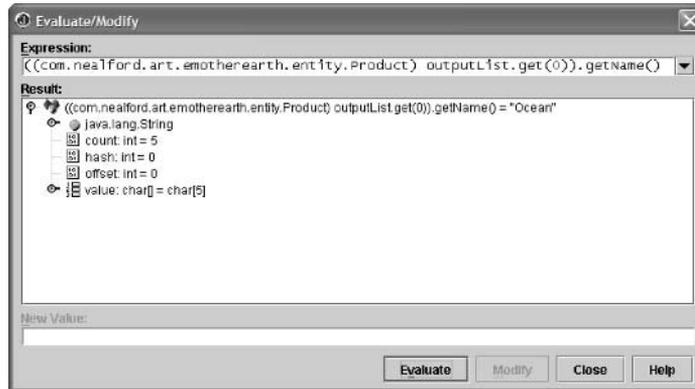 Evaluate/Modify
Expression:
((com.nealford.art.emotherearth.entity.Product) outputList.get(0)).getName()
Result:
((com.nealford.art.emotherearth.entity.Product) outputList.get(0)).getName() = "Ocean"
java.lang.String
count: int = 5
hash: int = 0
offset: int = 0
value: char[] = char[5]
New Value:
Evaluate Modify Close Help